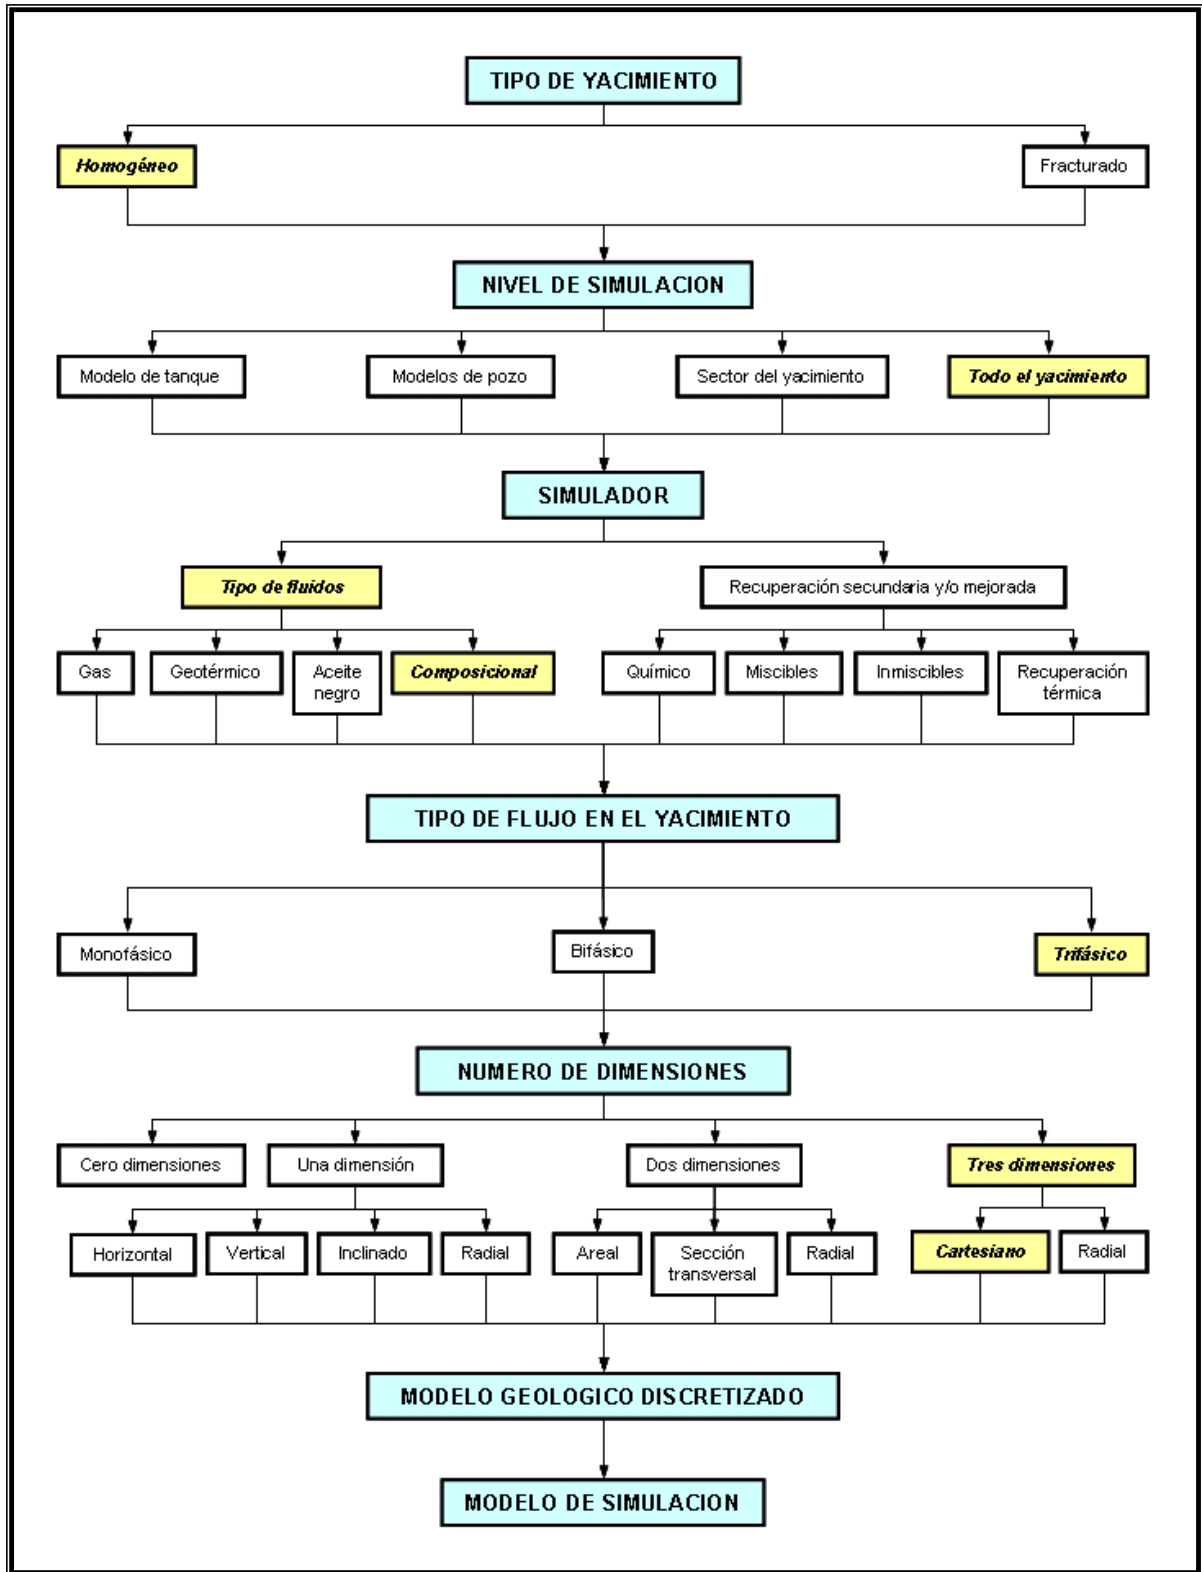 TIPO DE YACIMIENTO
Homogéneo
Fracturado
NIVEL DE SIMULACION
Modelo de tanque
Modelos de pozo
Sector del yacimiento
Todo el yacimiento
SIMULADOR
Tipo de fluidos
Recuperación secundaria y/o mejorada
Gas
Geotérmico
Aceite
negro
Composicional
Químico
Miscibles
Inmiscibles
Recuperación
térmica
TIPO DE FLUJO EN EL YACIMIENTO
Monofásico
Bifásico
Trifásico
NUMERO DE DIMENSIONES
Cero dimensiones
Una dimensión
Dos dimensiones
Tres dimensiones
Horizontal
Vertical
Inclinado
Radial
Areal
Sección
transversal
Radial
Cartesiano
Radial
MODELO GEOLOGICO DISCRETIZADO
MODELO DE SIMULACION